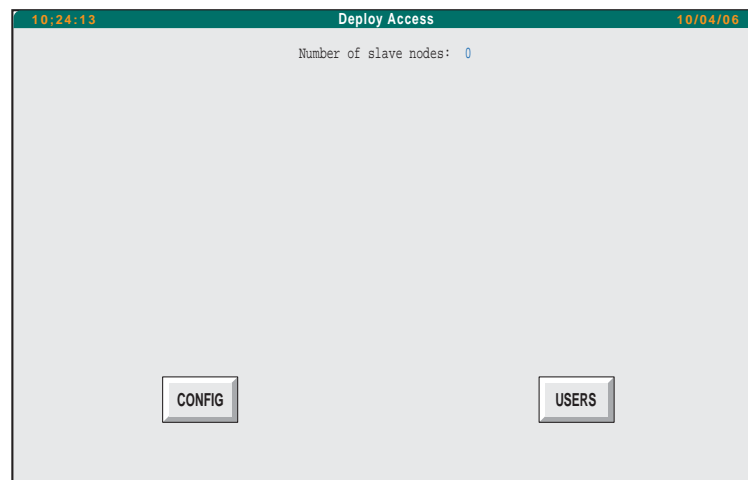 10;24:13 Deploy Access 10/04/06
Number of slave nodes: 0
CONFIG USERS